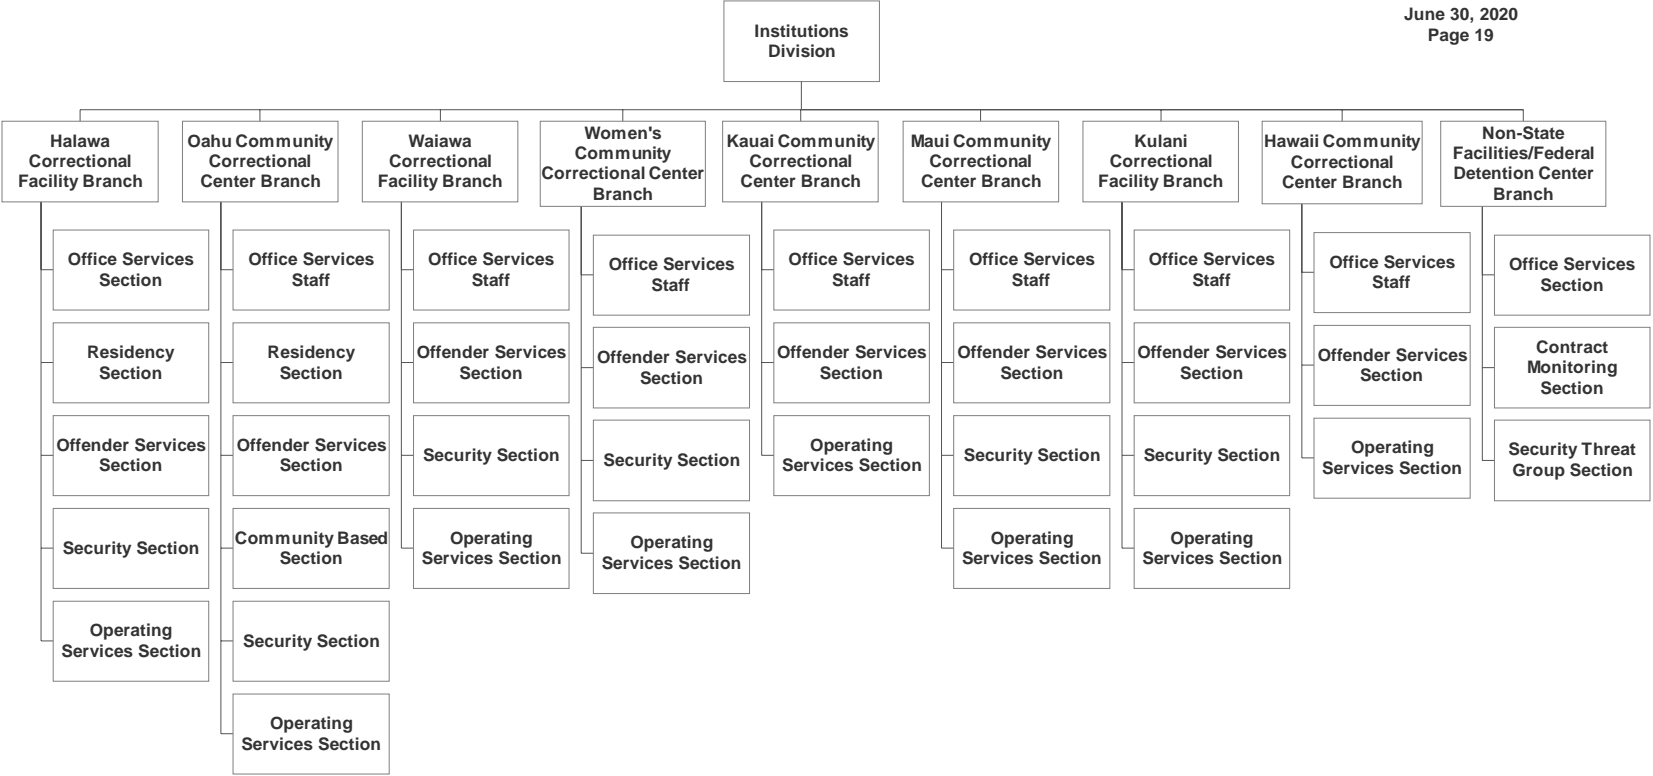 June 30, 2020
Page 19
Institutions
Division
Halawa
Correctional
Facility Branch
Oahu Community
Correctional
Center Branch
Waiawa
Correctional
Facility Branch
Women's
Community
Correctional Center
Branch
Kauai Community
Correctional
Center Branch
Maui Community
Correctional
Center Branch
Kulani
Correctional
Facility Branch
Hawaii Community
Correctional
Center Branch
Non-State
Facilities/Federal
Detention Center
Branch
Office Services
Section
Residency
Section
Offender Services
Section
Security Section
Operating
Services Section
Office Services
Staff
Residency
Section
Offender Services
Section
Community Based
Section
Security Section
Operating
Services Section
Office Services
Staff
Offender Services
Section
Security Section
Operating
Services Section
Office Services
Staff
Offender Services
Section
Security Section
Operating
Services Section
Office Services
Staff
Offender Services
Section
Operating
Services Section
Office Services
Staff
Offender Services
Section
Security Section
Operating
Services Section
Office Services
Staff
Offender Services
Section
Security Section
Operating
Services Section
Office Services
Staff
Offender Services
Section
Operating
Services Section
Office Services
Section
Contract
Monitoring
Section
Security Threat
Group Section